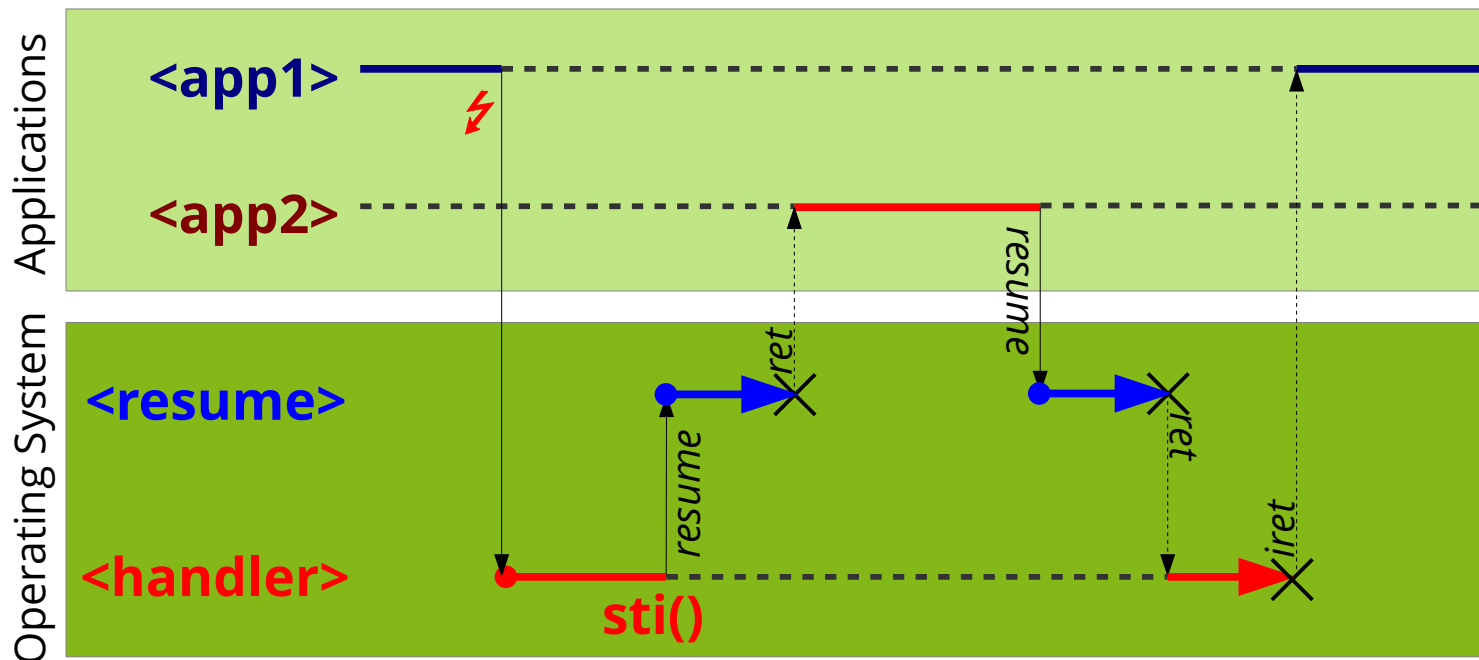 Applications
<app1>
<app2>
resume
ret
Operating System
<resume>
resume
ret
iret
<handler>
sti()